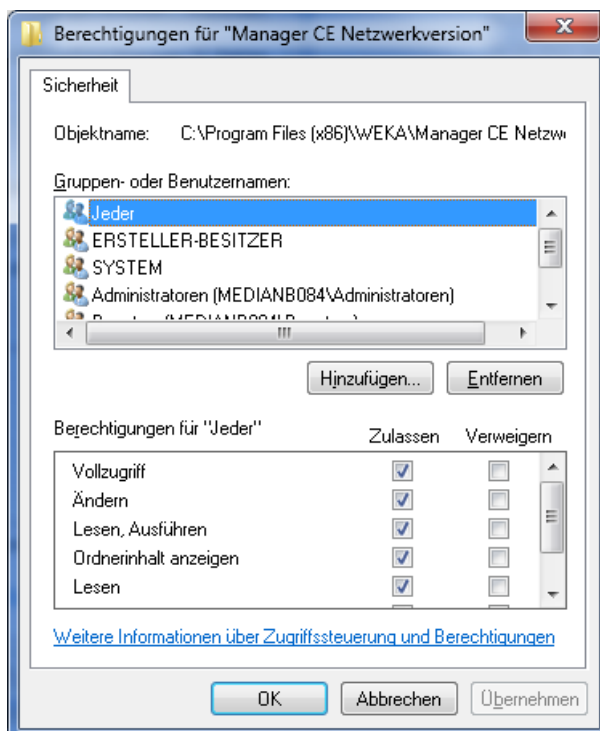 Berechtigungen für "Manager CE Netzwerkversion"
Sicherheit
Objektname: C:\Program Files (x86)\WEKA\Manager CE
Gruppen- oder Benutzernamen:
Jeder
ERSTELLER-BESITZER
SYSTEM
Administratoren (MEDIANB084\Administratoren)
Hinzufügen... Entfernen
Berechtigungen für "Jeder" Zulassen Verweigern
Vollzugriff
Ändern
Lesen, Ausführen
Ordnerinhalt anzeigen
Lesen
Weitere Informationen über Zugriffssteuerung und Berechtigungen
OK Abbrechen Übernehmen